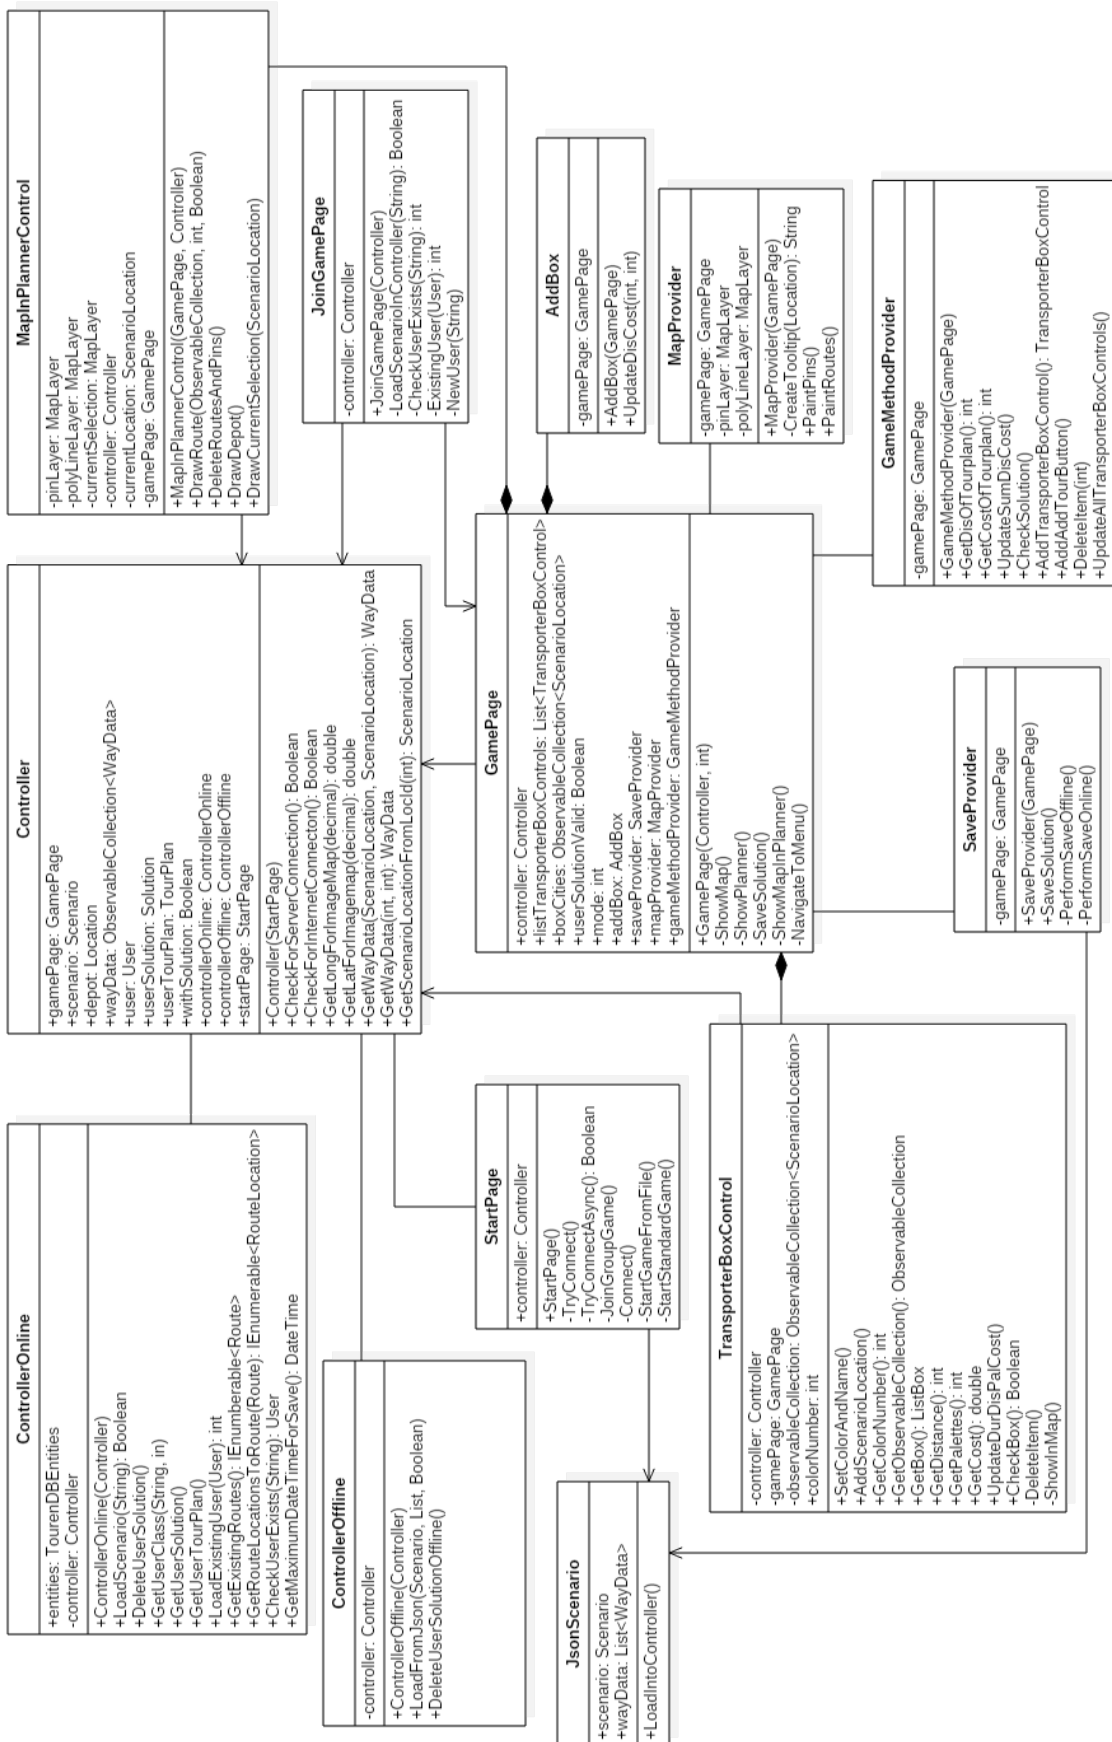 ControllerOnline
+entities: TourenDBEntities
-controller: Controller
+ControllerOnline(Controller)
+LoadScenario(String): Boolean
+DeleteUserSolution()
+GetUserClass(String, in)
+GetUserSolution()
+GetUserTourPlan()
+LoadExistingUser(User): int
+GetExistingRoutes(): IEnumberable<Route>
+GetRouteLocationsToRoute(Route): IEnumerable<RouteLocation>
+CheckUserExists(String): User
+GetMaximumDateTimeForSave(): DateTime
Controller
+gamePage: GamePage
+scenario: Scenario
+depot: Location
+wayData: ObservableCollection<WayData>
+user: User
+userSolution: Solution
+userTourPlan: TourPlan
+withSolution: Boolean
+controllerOnline: ControllerOnline
+controllerOffline: ControllerOffline
+startPage: StartPage
+Controller(StartPage)
+CheckForServerConnection(): Boolean
+CheckForInternetConnecton(): Boolean
+GetLongForImageMap(decimal): double
+GetLatForImagemap(decimal): double
+GetWayData(ScenarioLocation, ScenarioLocation): WayData
+GetWayData(int, int): WayData
+GetScenarioLocationFromLocId(int): ScenarioLocation
MapInPlannerControl
-pinLayer: MapLayer
-polyLineLayer: MapLayer
-currentSelection: MapLayer
-controller: Controller
-currentLocation: ScenarioLocation
-gamePage: GamePage
+MapInPlannerControl(GamePage, Controller)
+DrawRoute(ObservableCollection, int, Boolean)
+DeleteRoutesAndPins()
+DrawDepot()
+DrawCurrentSelection(ScenarioLocation)
JoinGamePage
-controller: Controller
+JoinGamePage(Controller)
-LoadScenarioInController(String): Boolean
-CheckUserExists(String): int
-ExistingUser(User): int
-NewUser(String)
ControllerOffline
-controller: Controller
+ControllerOffline(Controller)
+LoadFromJson(Scenario, List, Boolean)
+DeleteUserSolutionOffline()
StartPage
+controller: Controller
+StartPage()
-TryConnect()
-TryConnectAsync(): Boolean
-JoinGroupGame()
-Connect()
-StartGameFromFile()
-StartStandardGame()
GamePage
+controller: Controller
+listTransporterBoxControls: List<TransporterBoxControl>
+boxCities: ObservableCollection<ScenarioLocation>
+userSolutionValid: Boolean
+mode: int
+addBox: AddBox
+saveProvider: SaveProvider
+mapProvider: MapProvider
+gameMethodProvider: GameMethodProvider
+GamePage(Controller, int)
-ShowMap()
-ShowPlanner()
-SaveSolution()
-ShowMapInPlanner()
-NavigateToMenu()
AddBox
-gamePage: GamePage
+AddBox(GamePage)
+UpdateDisCost(int, int)
MapProvider
-gamePage: GamePage
-pinLayer: MapLayer
-polyLineLayer: MapLayer
+MapProvider(GamePage)
-CreateTooltip(Location): String
+PaintPins()
+PaintRoutes()
JsonScenario
+scenario: Scenario
+wayData: List<WayData>
+LoadIntoController()
TransporterBoxControl
-controller: Controller
-gamePage: GamePage
-observableCollection: ObservableCollection<ScenarioLocation>
+colorNumber: int
+SetColorAndName()
+AddScenarioLocation()
+GetColorNumber(): int
+GetObservableCollection(): ObservableCollection
+GetBox(): ListBox
+GetDistance(): int
+GetPalettes(): int
+GetCost(): double
+UpdateDurDisPalCost()
+CheckBox(): Boolean
-DeleteItem()
-ShowInMap()
SaveProvider
-gamePage: GamePage
+SaveProvider(GamePage)
+SaveSolution()
-PerformSaveOffline()
-PerformSaveOnline()
GameMethodProvider
-gamePage: GamePage
+GameMethodProvider(GamePage)
+GetDisOfTourplan(): int
+GetCostOfTourplan(): int
+UpdateSumDisCost()
+CheckSolution()
+AddTransporterBoxControl(): TransporterBoxControl
+AddAddTourButton()
+DeleteItem(int)
+UpdateAllTransporterBoxControls()